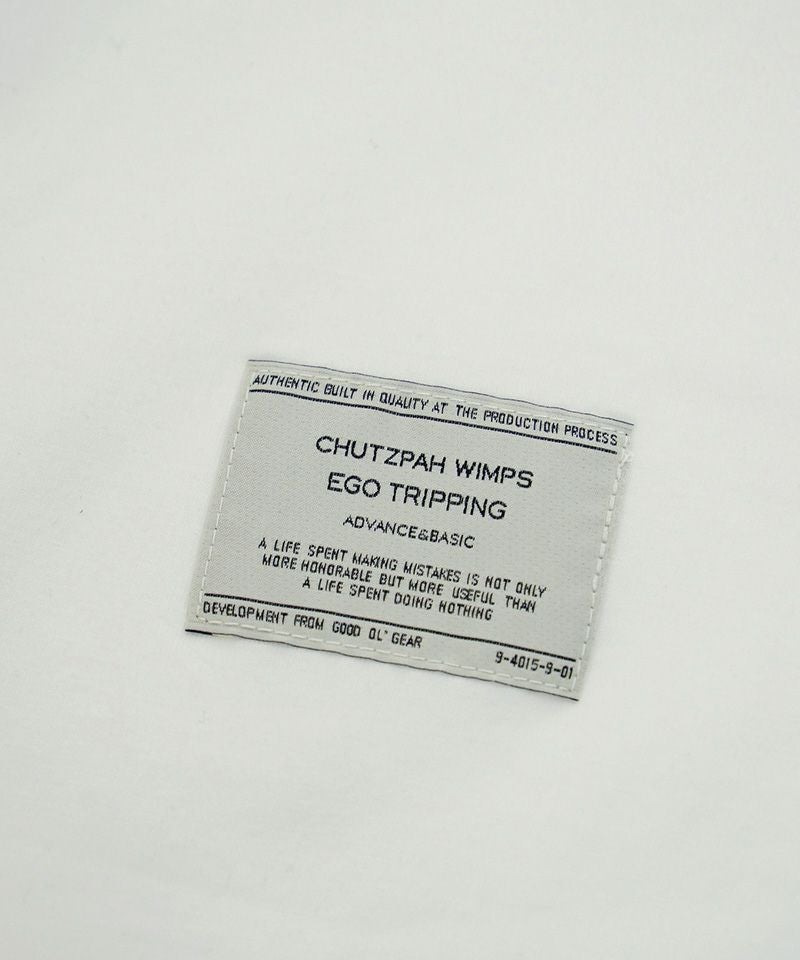 AUTHENTIC BUILT IN QUALITY AT THE PRODUCTION PROCESS
CHUTZPAH WIMPS
EGO TRIPPING
ADVANCE&BASIC
A LIFE SPENT MAKING MISTAKES IS NOT ONLY
MORE HONORABLE BUT MORE USEFUL THAN
A LIFE SPENT DOING NOTHING
DEVELOPMENT FROM GOOD OL' GEAR
9-4015-9-01